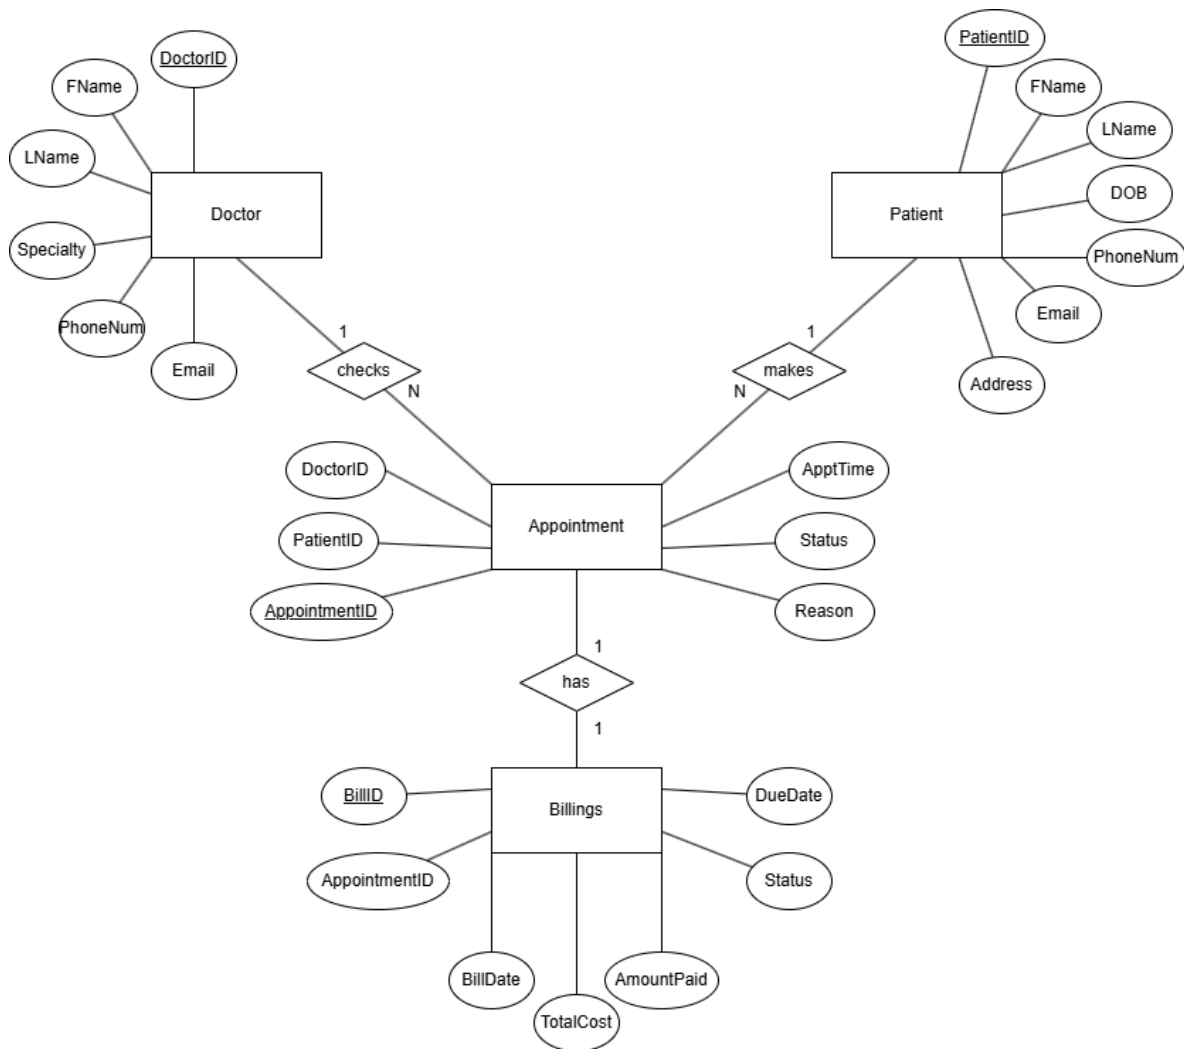 PatientID
DoctorID
FName
FName
LName
LName
DOB
Doctor
Patient
Specialty
PhoneNum
PhoneNum
Email
1
1
checks
makes
Email
Address
N
N
DoctorID
ApptTime
Appointment
PatientID
Status
AppointmentID
Reason
1
has
1
BillID
DueDate
Billings
AppointmentID
Status
BillDate
AmountPaid
TotalCost